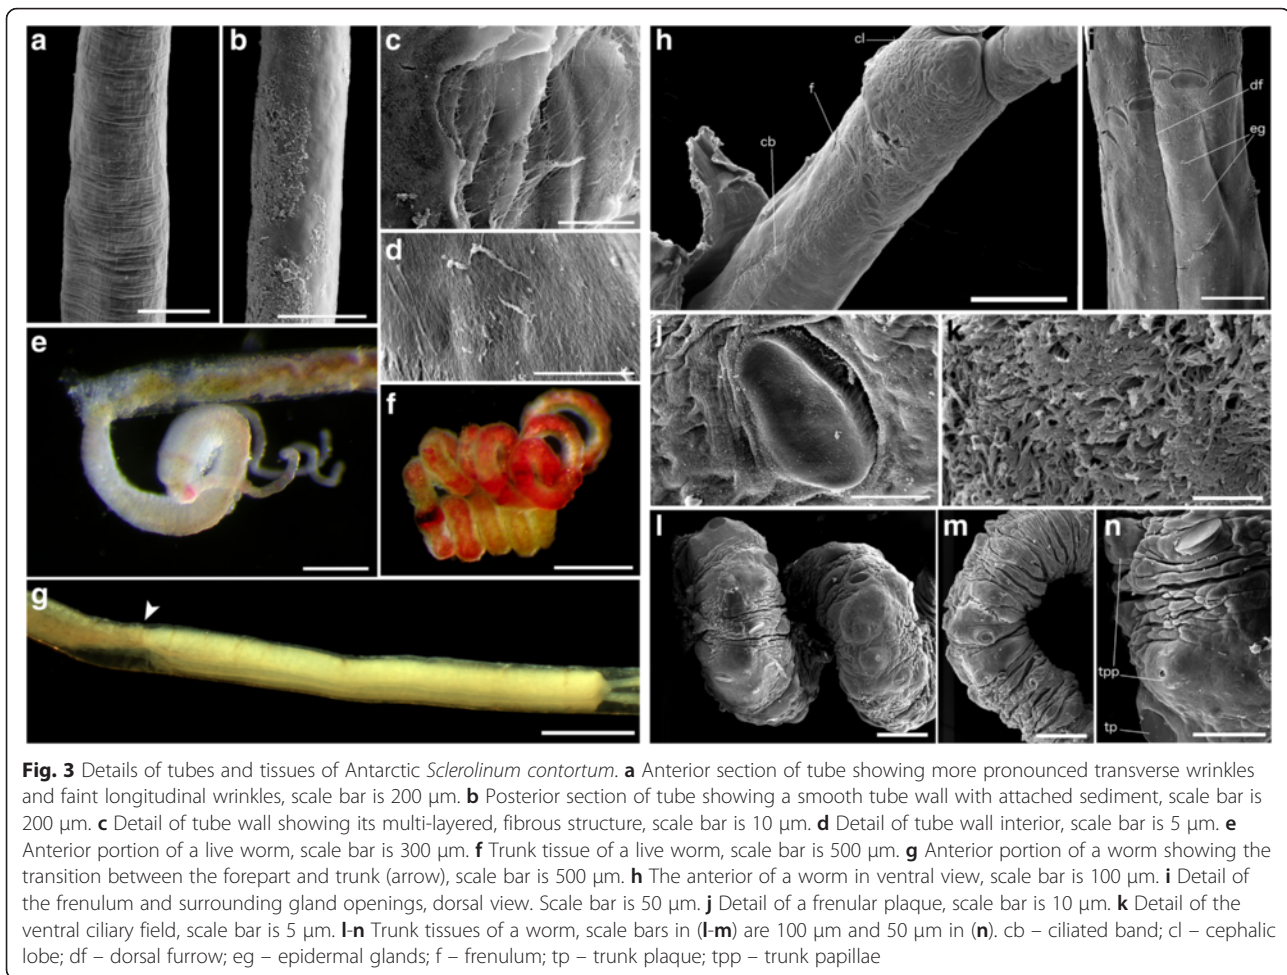 a
b
c
d
e
f
g
h
cl
f
cb
i
df
eg
j
k
l
m
n
tpp
tp
Fig. 3 Details of tubes and tissues of Antarctic Sclerolinum contortum. a Anterior section of tube showing more pronounced transverse wrinkles
and faint longitudinal wrinkles, scale bar is 200 μm. b Posterior section of tube showing a smooth tube wall with attached sediment, scale bar is
200 μm. c Detail of tube wall showing its multi-layered, fibrous structure, scale bar is 10 μm. d Detail of tube wall interior, scale bar is 5 μm. e
Anterior portion of a live worm, scale bar is 300 μm. f Trunk tissue of a live worm, scale bar is 500 μm. g Anterior portion of a worm showing the
transition between the forepart and trunk (arrow), scale bar is 500 μm. h The anterior of a worm in ventral view, scale bar is 100 μm. i Detail of
the frenulum and surrounding gland openings, dorsal view. Scale bar is 50 μm. j Detail of a frenular plaque, scale bar is 10 μm. k Detail of the
ventral ciliary field, scale bar is 5 μm. l-n Trunk tissues of a worm, scale bars in (l-m) are 100 μm and 50 μm in (n). cb – ciliated band; cl – cephalic
lobe; df – dorsal furrow; eg – epidermal glands; f – frenulum; tp – trunk plaque; tpp – trunk papillae